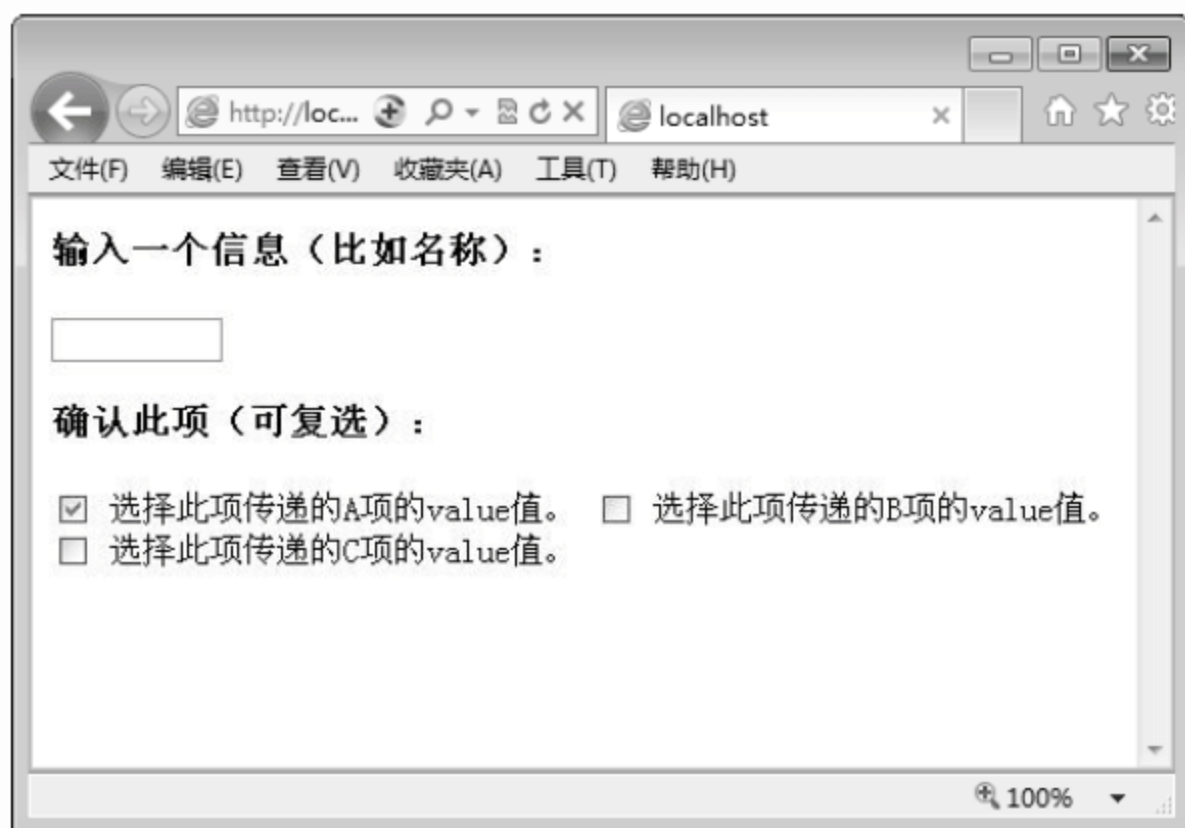 http://loc... localhost
文件(F) 编辑(E) 查看(V) 收藏夹(A) 工具(T) 帮助(H)
输入一个信息（比如名称）：
确认此项（可复选）：
选择此项传递的A项的value值。 选择此项传递的B项的value值。
选择此项传递的C项的value值。
100%